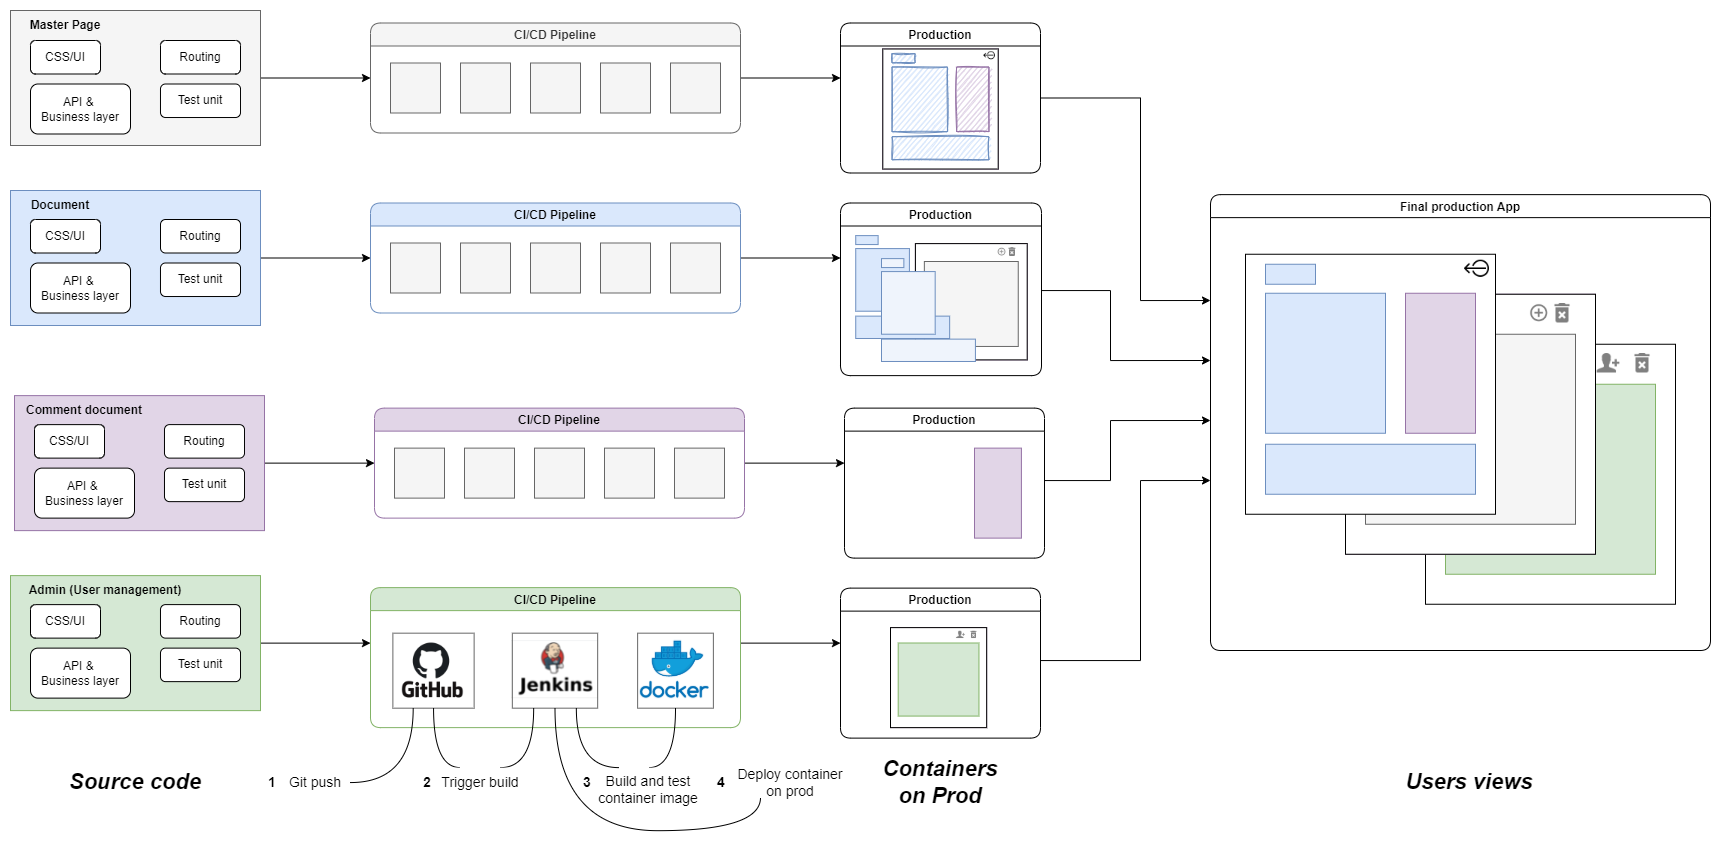 Master Page
CSS/UI
Routing
API &
Business layer
Test unit
CI/CD Pipeline
Production
Document
CSS/UI
Routing
API &
Business layer
Test unit
CI/CD Pipeline
Production
Final production App
Comment document
CSS/UI
Routing
API &
Business layer
Test unit
CI/CD Pipeline
Production
Admin (User management)
CSS/UI
Routing
API &
Business layer
Test unit
CI/CD Pipeline
GitHub
Jenkins
docker
Production
Source code
1 Git push
2 Trigger build
3 Build and test
container image
4 Deploy container
on prod
Containers
on Prod
Users views